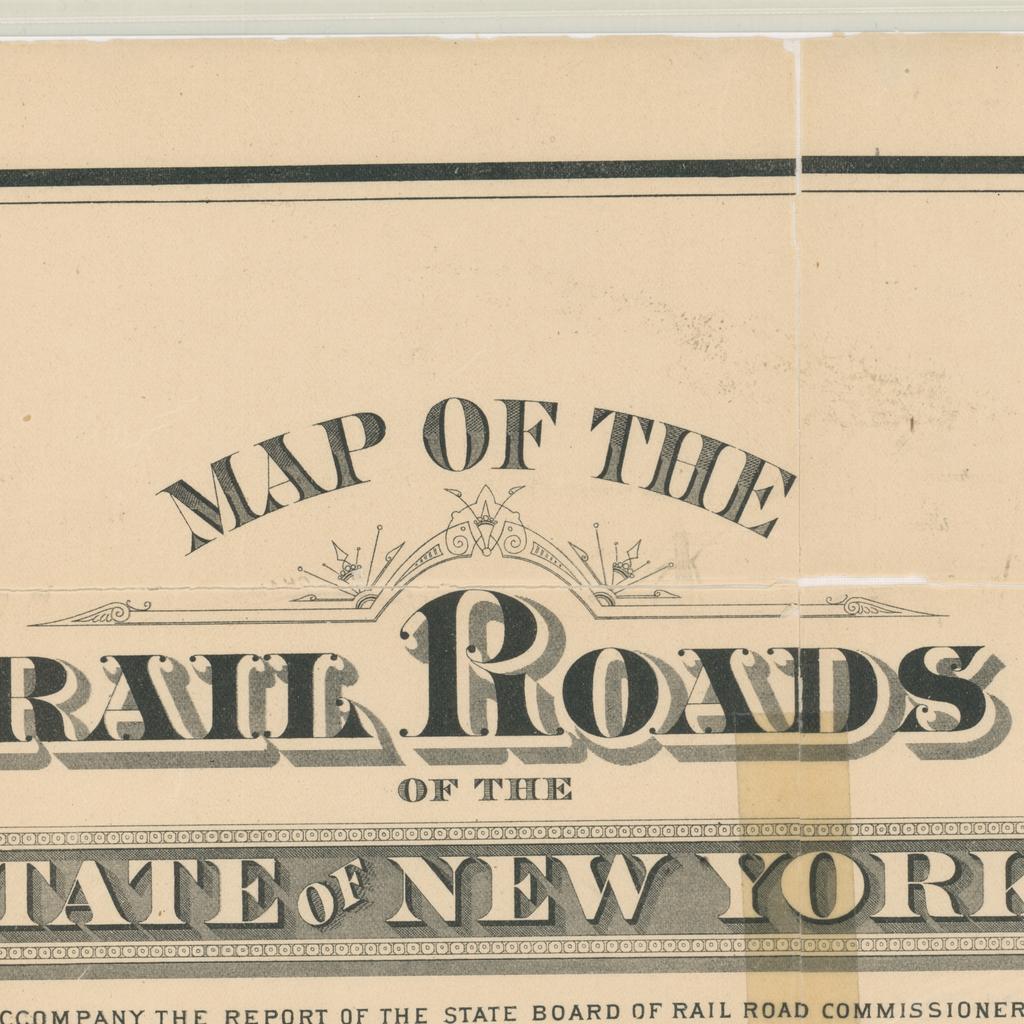 MAP OF THE
RAIL ROADS
OF THE
TATE OF NEW YORK
CCOMPANY THE REPORT OF THE STATE BOARD OF RAIL ROAD COMMISSIONER